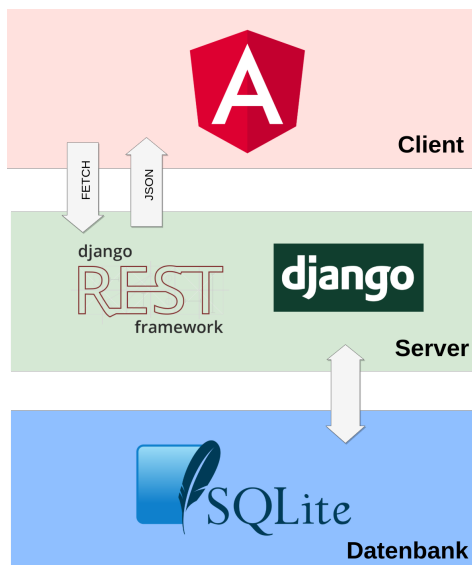 A
Client
FETCH
JSON
django
REST
framework
django
Server
SQLite
Datenbank